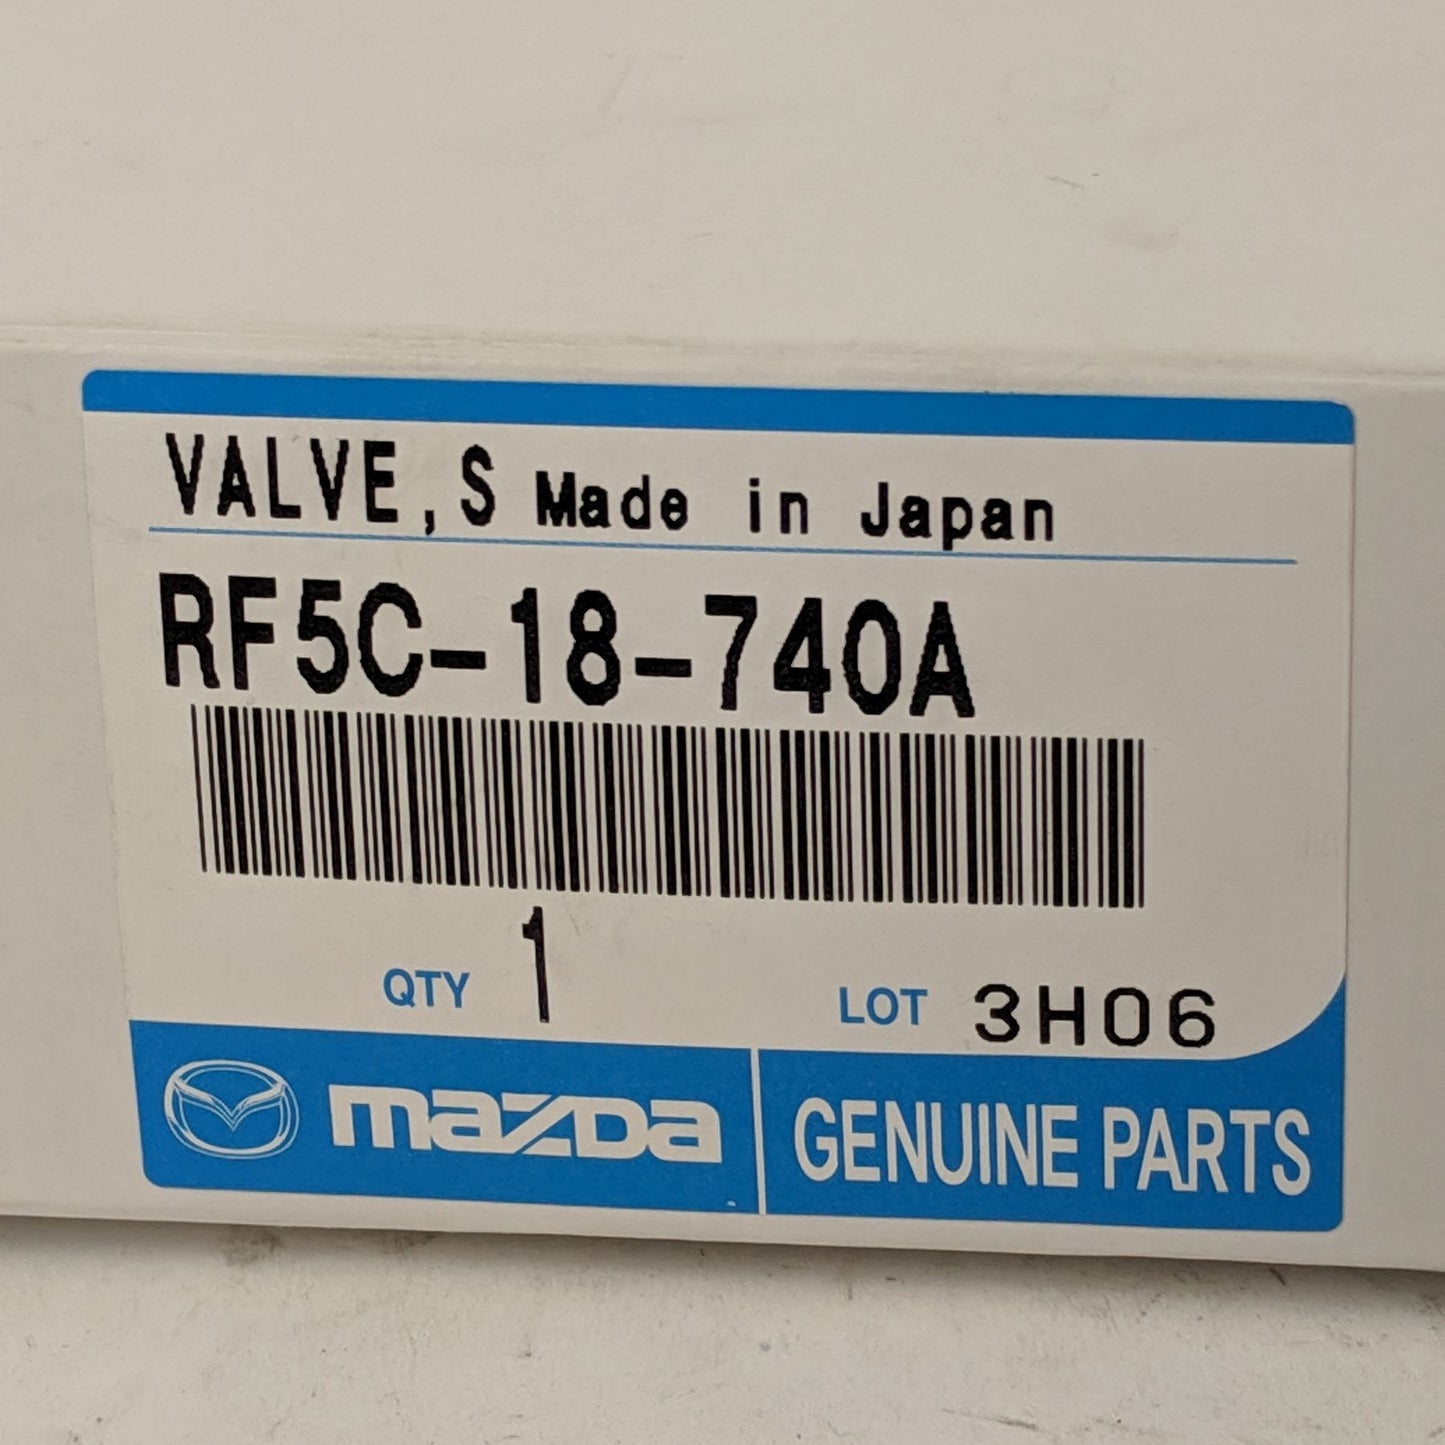 VALVE,S Made in Japan
RF5C-18-740A
QTY 1 LOT 3H06
mazda GENUINE PARTS